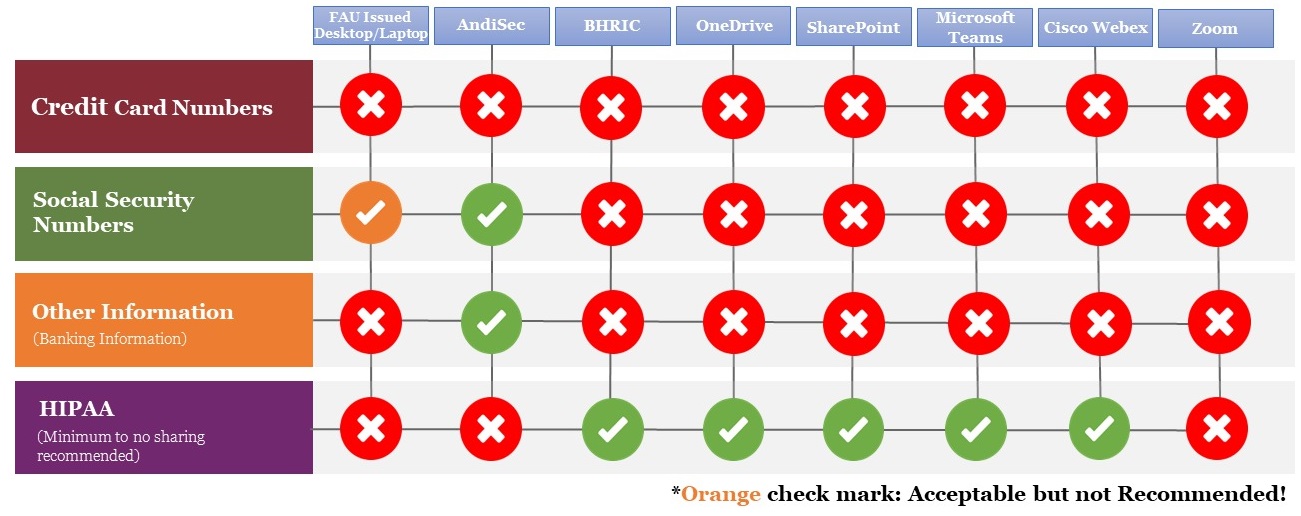 FAU Issued
Desktop/Laptop
AndiSec
BHRIC
OneDrive
SharePoint
Microsoft
Teams
Cisco Webex
Zoom
Credit Card Numbers
Social Security
Numbers
Other Information
(Banking Information)
HIPAA
(Minimum to no sharing
recommended)
*Orange check mark: Acceptable but not Recommended!